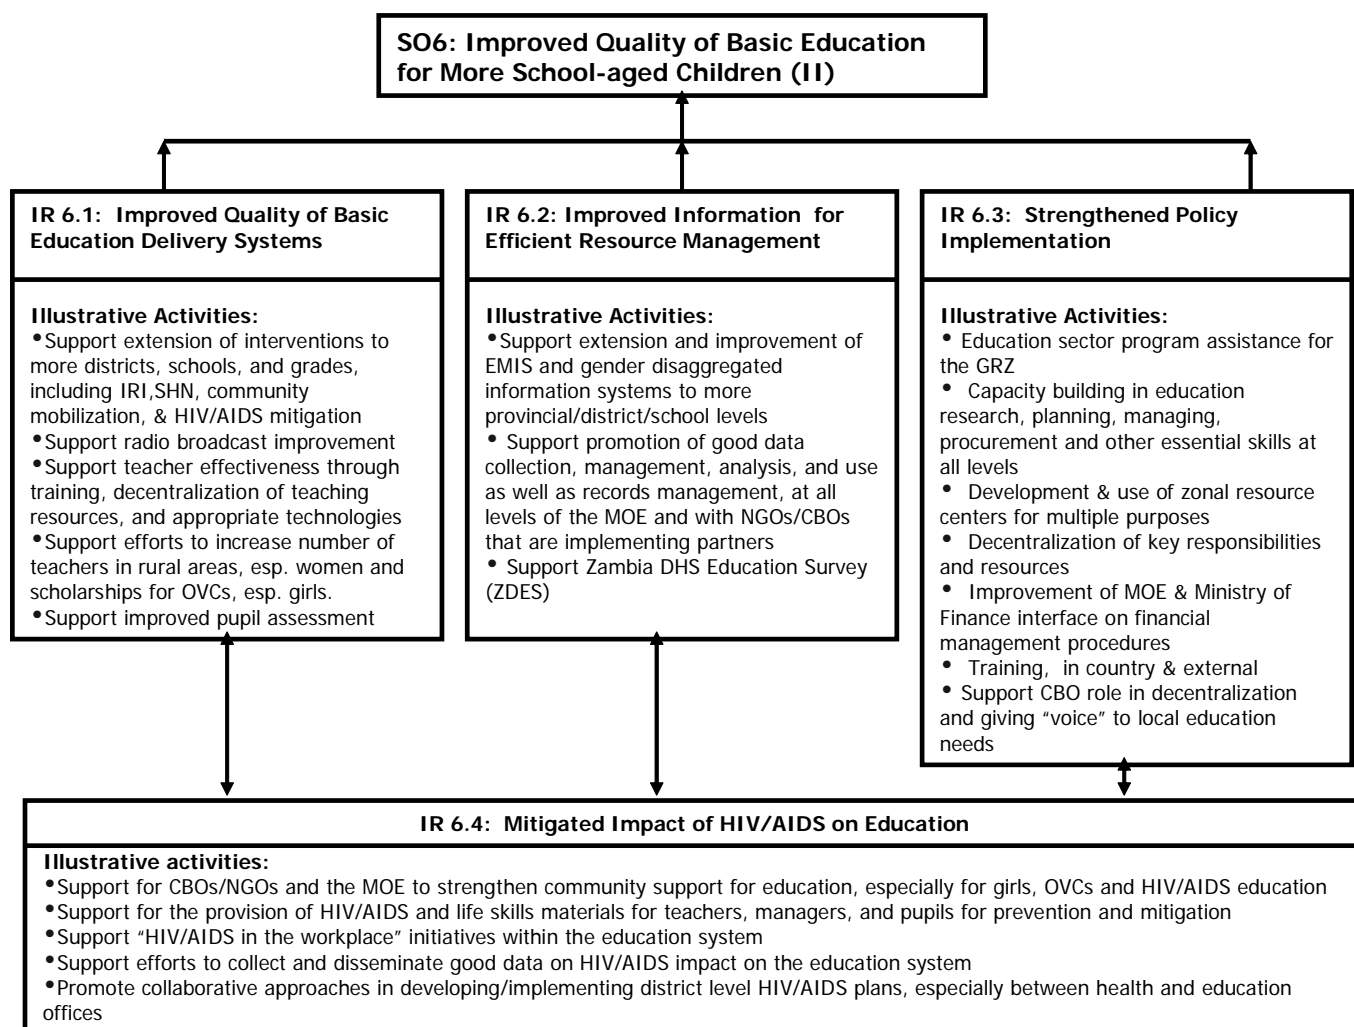 SO6: Improved Quality of Basic Education
for More School-aged Children (II)
IR 6.1:  Improved Quality of Basic
Education Delivery Systems
Illustrative Activities:
•Support extension of interventions to
more districts, schools, and grades,
including IRI,SHN, community
mobilization, & HIV/AIDS mitigation
•Support radio broadcast improvement
•Support teacher effectiveness through
training, decentralization of teaching
resources, and appropriate technologies
•Support efforts to increase number of
teachers in rural areas, esp. women and
scholarships for OVCs, esp. girls.
•Support improved pupil assessment
IR 6.2: Improved Information  for
Efficient Resource Management
Illustrative Activities:
•Support extension and improvement of
EMIS and gender disaggregated
information systems to more
provincial/district/school levels
• Support promotion of good data
collection, management, analysis, and use
as well as records management, at all
levels of the MOE and with NGOs/CBOs
that are implementing partners
• Support Zambia DHS Education Survey
(ZDES)
IR 6.3:  Strengthened Policy
Implementation
Illustrative Activities:
• Education sector program assistance for
the GRZ
• Capacity building in education
research, planning, managing,
procurement and other essential skills at
all levels
• Development & use of zonal resource
centers for multiple purposes
• Decentralization of key responsibilities
and resources
• Improvement of MOE & Ministry of
Finance interface on financial
management procedures
• Training,  in country & external
• Support CBO role in decentralization
and giving “voice” to local education
needs
IR 6.4:  Mitigated Impact of HIV/AIDS on Education
Illustrative activities:
•Support for CBOs/NGOs and the MOE to strengthen community support for education, especially for girls, OVCs and HIV/AIDS education
•Support for the provision of HIV/AIDS and life skills materials for teachers, managers, and pupils for prevention and mitigation
•Support “HIV/AIDS in the workplace” initiatives within the education system
•Support efforts to collect and disseminate good data on HIV/AIDS impact on the education system
•Promote collaborative approaches in developing/implementing district level HIV/AIDS plans, especially between health and education
offices